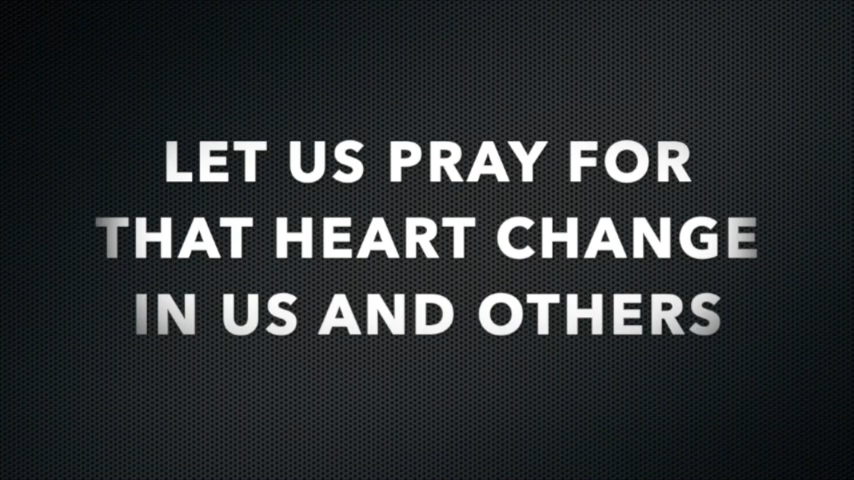 LET US PRAY FOR
THAT HEART CHANGE
IN US AND OTHERS